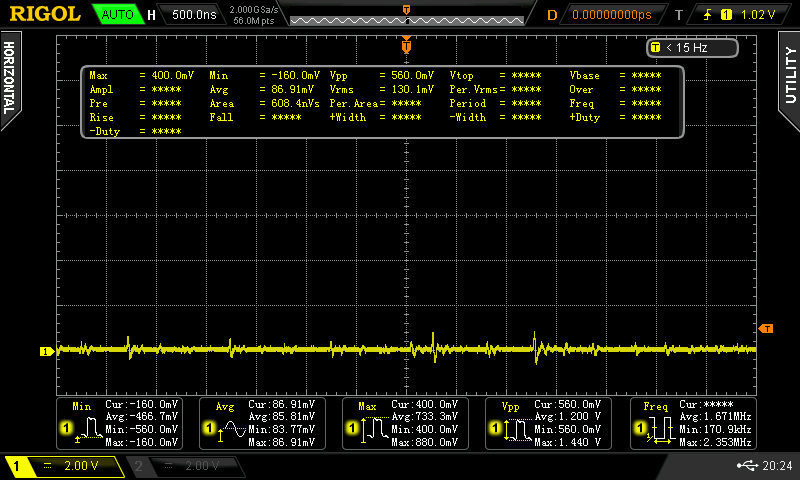 RIGOL AUTO H 500.0ns 2.000GSa/s 56.0M pts T D 0.00000000ps T 1 1.02 V
HORIZONTAL
UTILITY
T
T < 15 Hz
Max = 400.0mV Min = -160.0mV Vpp = 560.0mV Vtop = ***** Vbase = *****
Ampl = ***** Avg = 86.91mV Vrms = 130.1mV Per.Vrms= ***** Over = *****
Pre = ***** Area = 608.4nVs Per.Area= ***** Period = ***** Freq = *****
Rise = ***** Fall = ***** +Width = ***** -Width = ***** +Duty = *****
-Duty = *****
T
1
Min Cur:-160.0mV
Avg:-466.7mV
1 Min:-560.0mV
Max:-160.0mV
Avg Cur:86.91mV
Avg:85.81mV
1 Min:83.77mV
Max:86.91mV
Max Cur:400.0mV
Avg:733.3mV
1 Min:400.0mV
Max:880.0mV
Vpp Cur:560.0mV
Avg:1.200 V
1 Min:560.0mV
Max:1.440 V
Freq Cur:*****
Avg:1.671MHz
1 Min:170.9kHz
Max:2.353MHz
1 2.00 V 2 2.00 V 20:24